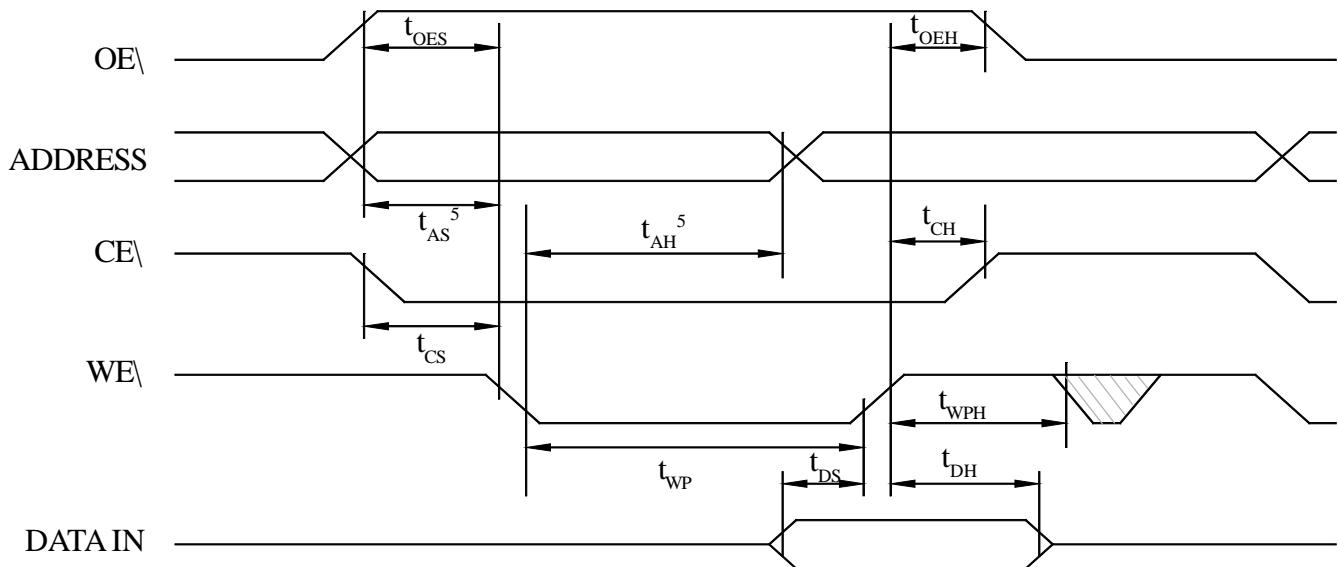 OE\
tOES
tOEH
ADDRESS
tAS5
tAH5
tCH
CE\
tCS
WE\
tWPH
tWP
tDS
tDH
DATA IN